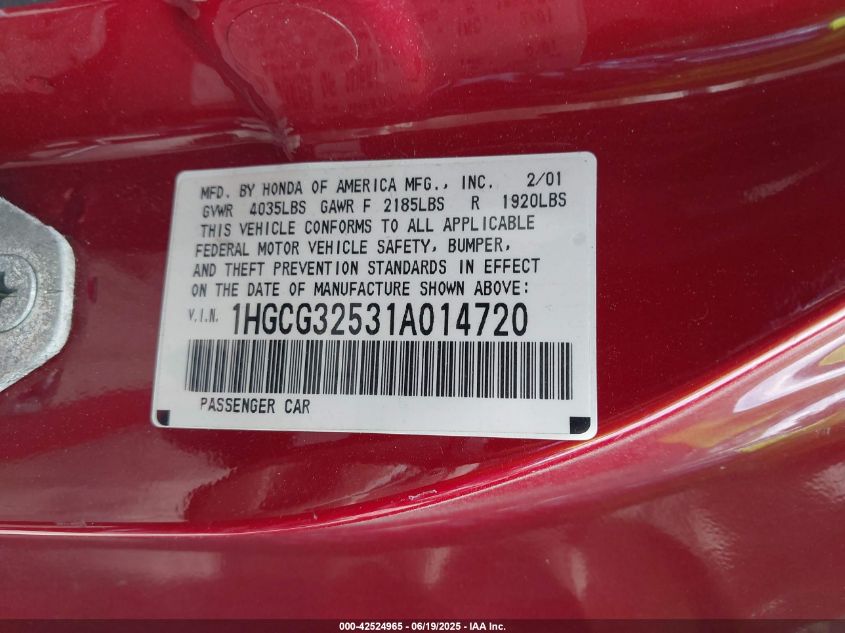 MFD. BY HONDA OF AMERICA MFG., INC. 2/01
GVWR 4035LBS GAWR F 2185LBS R 1920LBS
THIS VEHICLE CONFORMS TO ALL APPLICABLE
FEDERAL MOTOR VEHICLE SAFETY, BUMPER,
AND THEFT PREVENTION STANDARDS IN EFFECT
ON THE DATE OF MANUFACTURE SHOWN ABOVE:
V.I.N. 1HGCG32531A014720
PASSENGER CAR
000-42524965 / 06/19/2025 - IAA Inc.